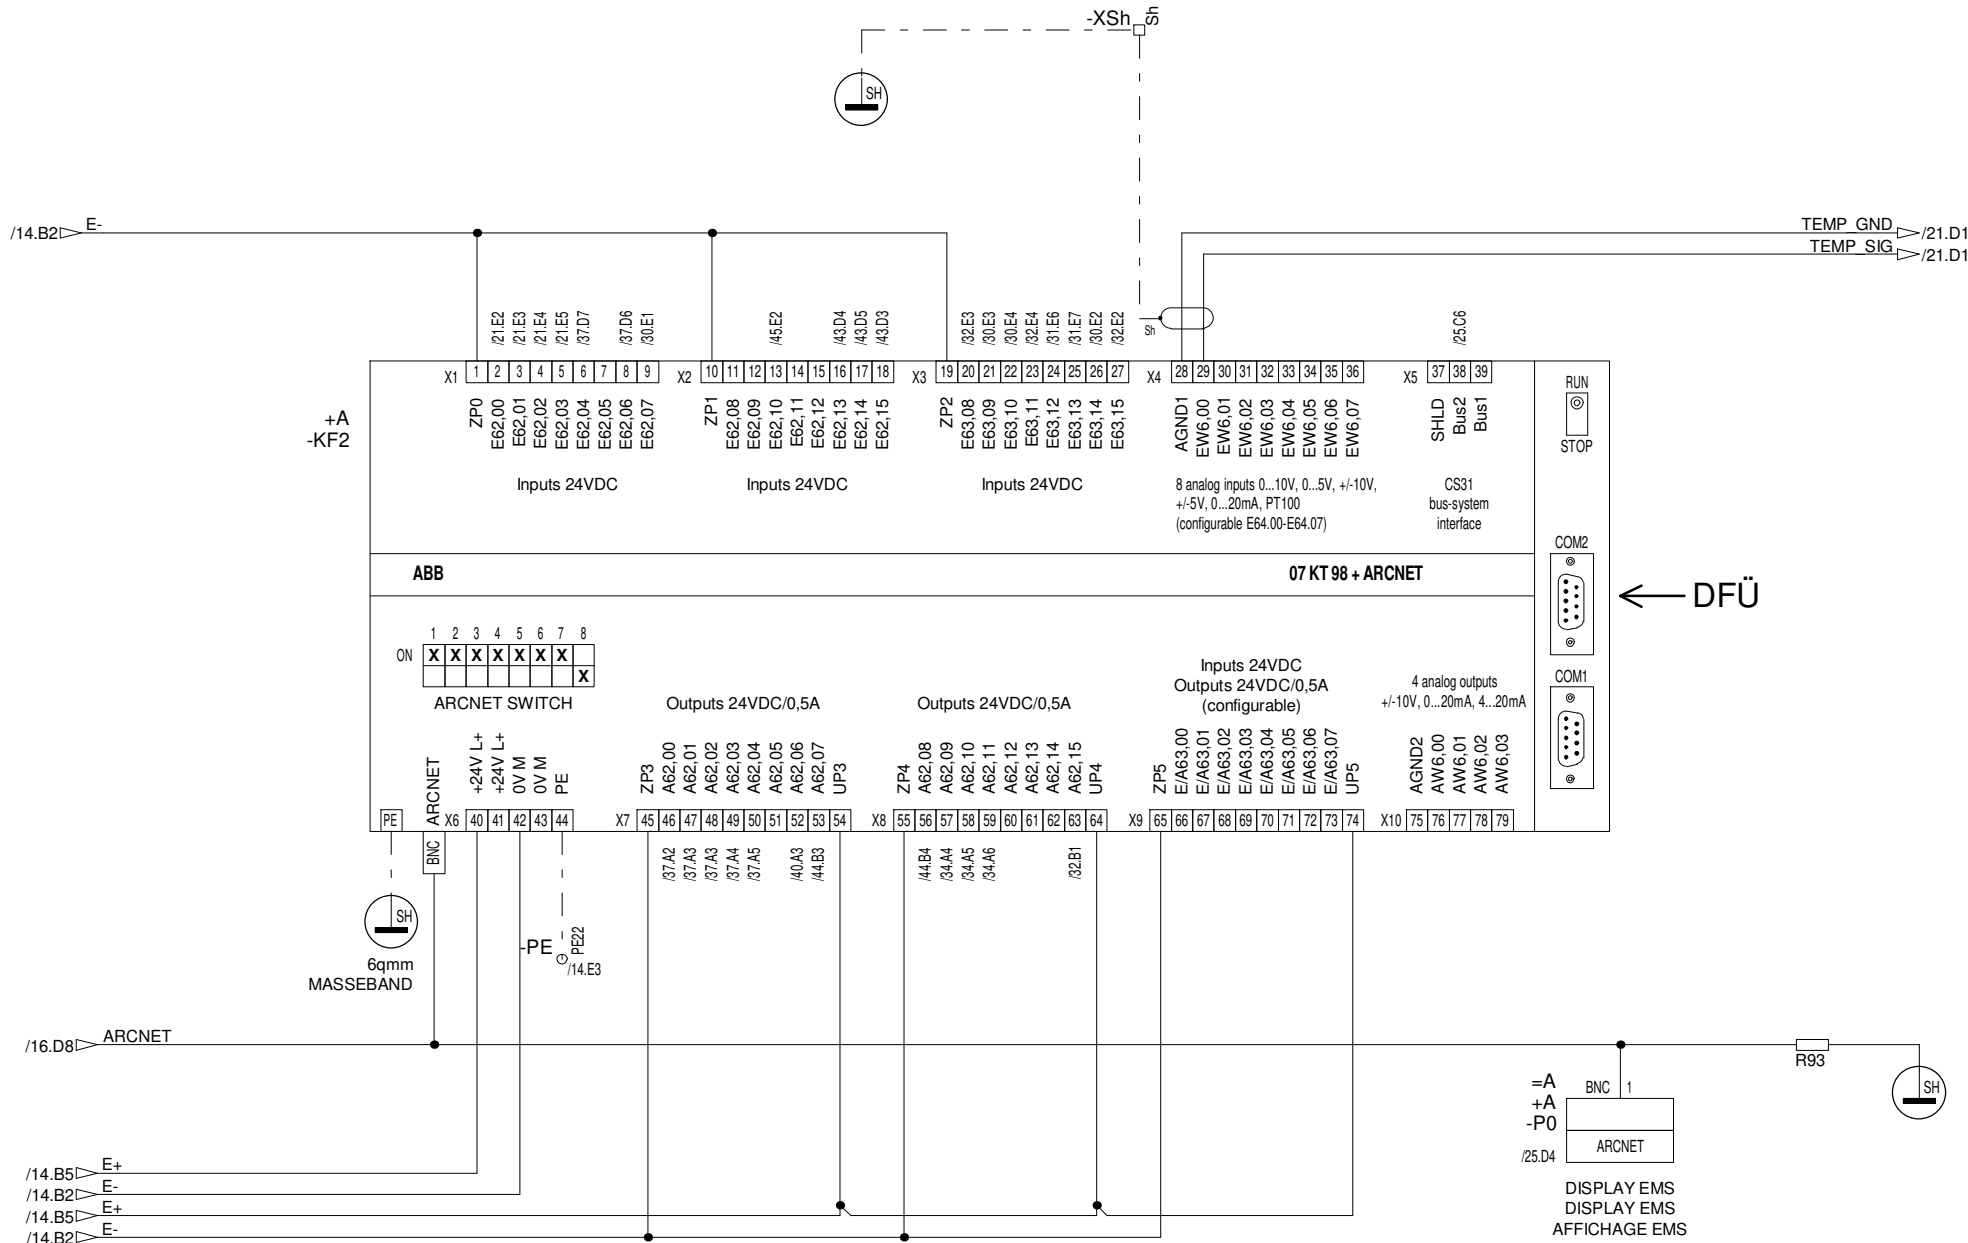 -XSh Sh
SH
/14.B2 E-
TEMP_GND /21.D1
TEMP_SIG /21.D1
/21.E2 /21.E3 /21.E4 /21.E5 /37.D7 /37.D6 /30.E1 /45.E2 /43.D4 /43.D5 /43.D3 /32.E3 /30.E3 /30.E4 /32.E4 /31.E6 /31.E7 /30.E2 /32.E2 Sh /25.C6
X1 1 2 3 4 5 6 7 8 9 X2 10 11 12 13 14 15 16 17 18 X3 19 20 21 22 23 24 25 26 27 X4 28 29 30 31 32 33 34 35 36 X5 37 38 39
RUN
STOP
+A
-KF2
ZP0 E62,00 E62,01 E62,02 E62,03 E62,04 E62,05 E62,06 E62,07
ZP1 E62,08 E62,09 E62,10 E62,11 E62,12 E62,13 E62,14 E62,15
ZP2 E63,08 E63,09 E63,10 E63,11 E63,12 E63,13 E63,14 E63,15
AGND1 EW6,00 EW6,01 EW6,02 EW6,03 EW6,04 EW6,05 EW6,06 EW6,07
SHLD Bus2 Bus1
Inputs 24VDC
Inputs 24VDC
Inputs 24VDC
8 analog inputs 0...10V, 0...5V, +/-10V,
+/-5V, 0...20mA, PT100
(configurable E64.00-E64.07)
CS31
bus-system
interface
COM2
ABB
07 KT 98 + ARCNET
DFÜ
1 2 3 4 5 6 7 8
ON X X X X X X X
X
ARCNET SWITCH
Outputs 24VDC/0,5A
Outputs 24VDC/0,5A
Inputs 24VDC
Outputs 24VDC/0,5A
(configurable)
4 analog outputs
+/-10V, 0...20mA, 4...20mA
COM1
ARCNET +24V L+ +24V L+ 0V M 0V M PE
ZP3 A62,00 A62,01 A62,02 A62,03 A62,04 A62,05 A62,06 A62,07 UP3
ZP4 A62,08 A62,09 A62,10 A62,11 A62,12 A62,13 A62,14 A62,15 UP4
ZP5 E/A63,00 E/A63,01 E/A63,02 E/A63,03 E/A63,04 E/A63,05 E/A63,06 E/A63,07 UP5
AGND2 AW6,00 AW6,01 AW6,02 AW6,03
PE X6 40 41 42 43 44 X7 45 46 47 48 49 50 51 52 53 54 X8 55 56 57 58 59 60 61 62 63 64 X9 65 66 67 68 69 70 71 72 73 74 X10 75 76 77 78 79
BNC
/37.A2 /37.A3 /37.A3 /37.A4 /37.A5 /40.A3 /44.B3 /44.B4 /34.A4 /34.A5 /34.A6 /32.B1
SH
6qmm
MASSEBAND
-PE PE22
/14.E3
/16.D8 ARCNET
R93
SH
=A
+A
-P0
BNC 1
ARCNET
/25.D4
DISPLAY EMS
DISPLAY EMS
AFFICHAGE EMS
/14.B5 E+
/14.B2 E-
/14.B5 E+
/14.B2 E-